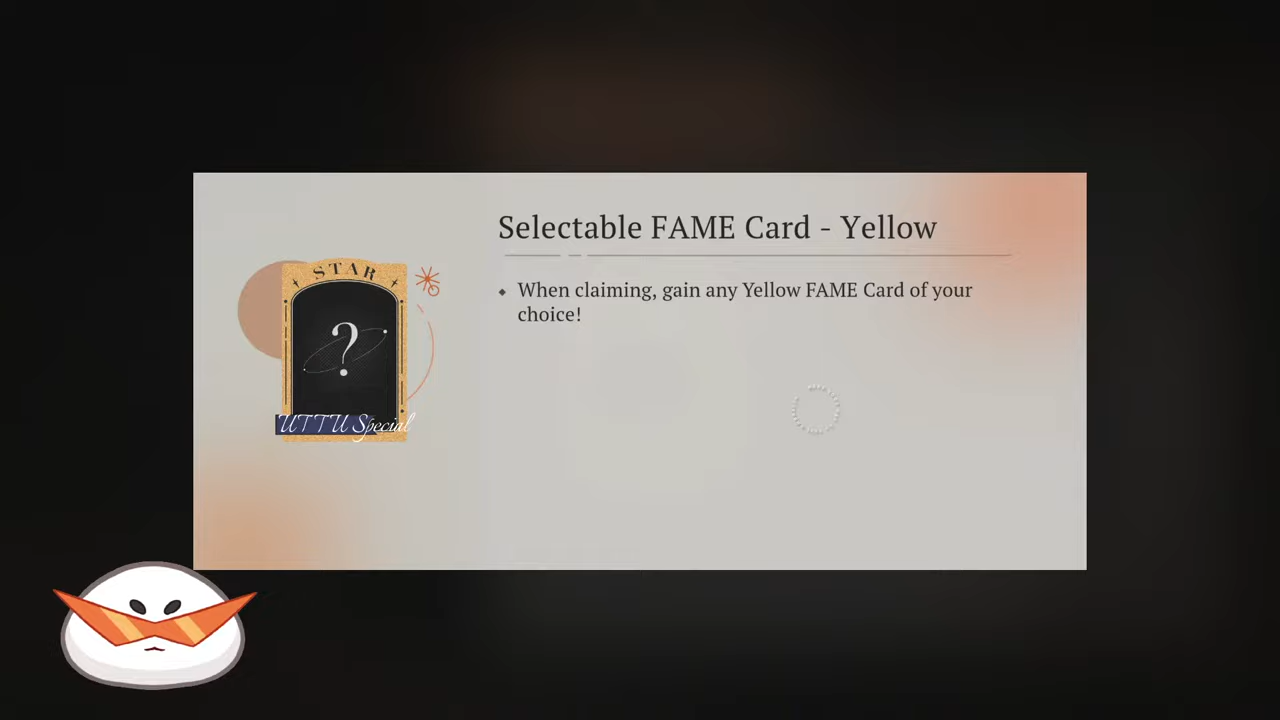 Selectable FAME Card - Yellow
STAR
When claiming, gain any Yellow FAME Card of your
choice!
?
UTTU Special